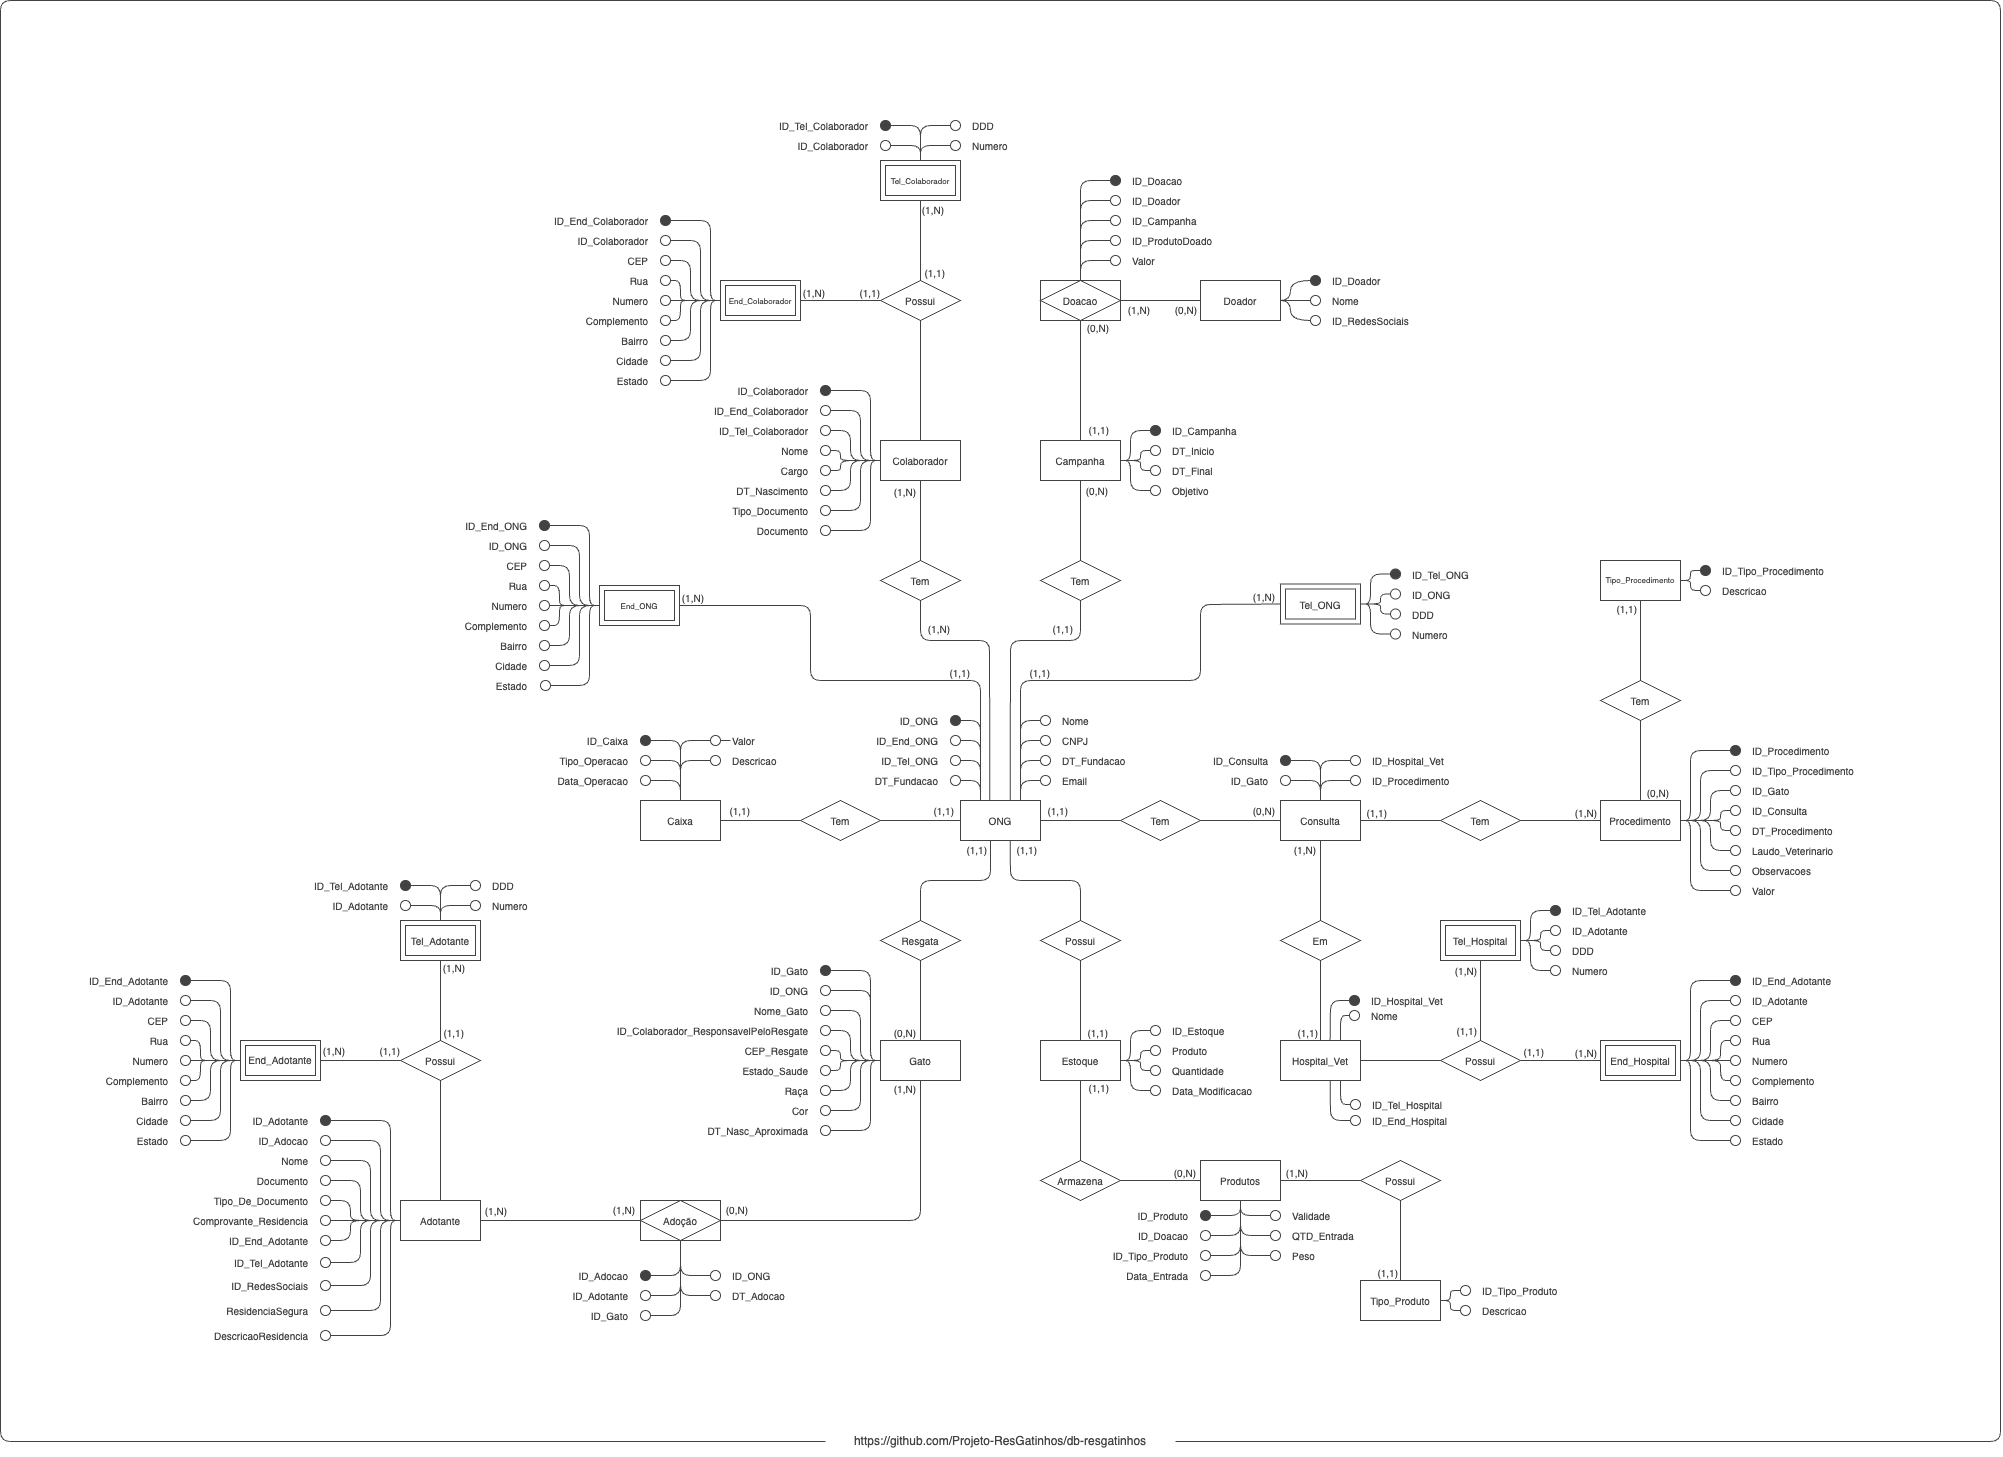 ID_Tel_Colaborador
DDD
ID_Colaborador
Numero
Tel_Colaborador
(1,N)
(1,1)
ID_End_Colaborador
ID_Colaborador
CEP
Rua
Numero
Complemento
Bairro
Cidade
Estado
End_Colaborador
(1,N)
(1,1)
Possui
ID_Doacao
ID_Doador
ID_Campanha
ID_ProdutoDoado
Valor
Doacao
(1,N)
(0,N)
(0,N)
Doador
ID_Doador
Nome
ID_RedesSociais
ID_Colaborador
ID_End_Colaborador
ID_Tel_Colaborador
Nome
Cargo
DT_Nascimento
Tipo_Documento
Documento
Colaborador
(1,N)
Tem
(1,N)
(1,1)
Campanha
(0,N)
ID_Campanha
DT_Inicio
DT_Final
Objetivo
Tem
(1,1)
ID_End_ONG
ID_ONG
CEP
Rua
Numero
Complemento
Bairro
Cidade
Estado
End_ONG
(1,N)
(1,1)
(1,N)
(1,1)
Tel_ONG
ID_Tel_ONG
ID_ONG
DDD
Numero
Tipo_Procedimento
ID_Tipo_Procedimento
Descricao
(1,1)
Tem
(0,N)
ID_Caixa
Valor
Tipo_Operacao
Descricao
Data_Operacao
Caixa
(1,1)
Tem
(1,1)
ID_ONG
Nome
ID_End_ONG
CNPJ
ID_Tel_ONG
DT_Fundacao
DT_Fundacao
Email
ONG
(1,1)
Tem
(0,N)
ID_Consulta
ID_Hospital_Vet
ID_Gato
ID_Procedimento
Consulta
(1,1)
Tem
(1,N)
Procedimento
ID_Procedimento
ID_Tipo_Procedimento
ID_Gato
ID_Consulta
DT_Procedimento
Laudo_Veterinario
Observacoes
Valor
(1,1)
(1,1)
(1,N)
Resgata
Possui
Em
ID_Tel_Adotante
DDD
ID_Adotante
Numero
Tel_Adotante
(1,N)
(1,1)
ID_End_Adotante
ID_Adotante
CEP
Rua
Numero
Complemento
Bairro
Cidade
Estado
End_Adotante
(1,N)
(1,1)
Possui
ID_Gato
ID_ONG
Nome_Gato
ID_Colaborador_ResponsavelPeloResgate
CEP_Resgate
Estado_Saude
Raça
Cor
DT_Nasc_Aproximada
(0,N)
Gato
(1,N)
(1,1)
Estoque
(1,1)
ID_Estoque
Produto
Quantidade
Data_Modificacao
Tel_Hospital
(1,N)
ID_Tel_Adotante
ID_Adotante
DDD
Numero
ID_Hospital_Vet
Nome
(1,1)
Hospital_Vet
ID_Tel_Hospital
ID_End_Hospital
(1,1)
Possui
(1,1)
(1,N)
End_Hospital
ID_End_Adotante
ID_Adotante
CEP
Rua
Numero
Complemento
Bairro
Cidade
Estado
ID_Adotante
ID_Adocao
Nome
Documento
Tipo_De_Documento
Comprovante_Residencia
ID_End_Adotante
ID_Tel_Adotante
ID_RedesSociais
ResidenciaSegura
DescricaoResidencia
Adotante
(1,N)
(1,N)
Adoção
(0,N)
ID_Adocao
ID_ONG
ID_Adotante
DT_Adocao
ID_Gato
Armazena
(0,N)
Produtos
(1,N)
Possui
ID_Produto
Validade
ID_Doacao
QTD_Entrada
ID_Tipo_Produto
Peso
Data_Entrada
(1,1)
Tipo_Produto
ID_Tipo_Produto
Descricao
https://github.com/Projeto-ResGatinhos/db-resgatinhos